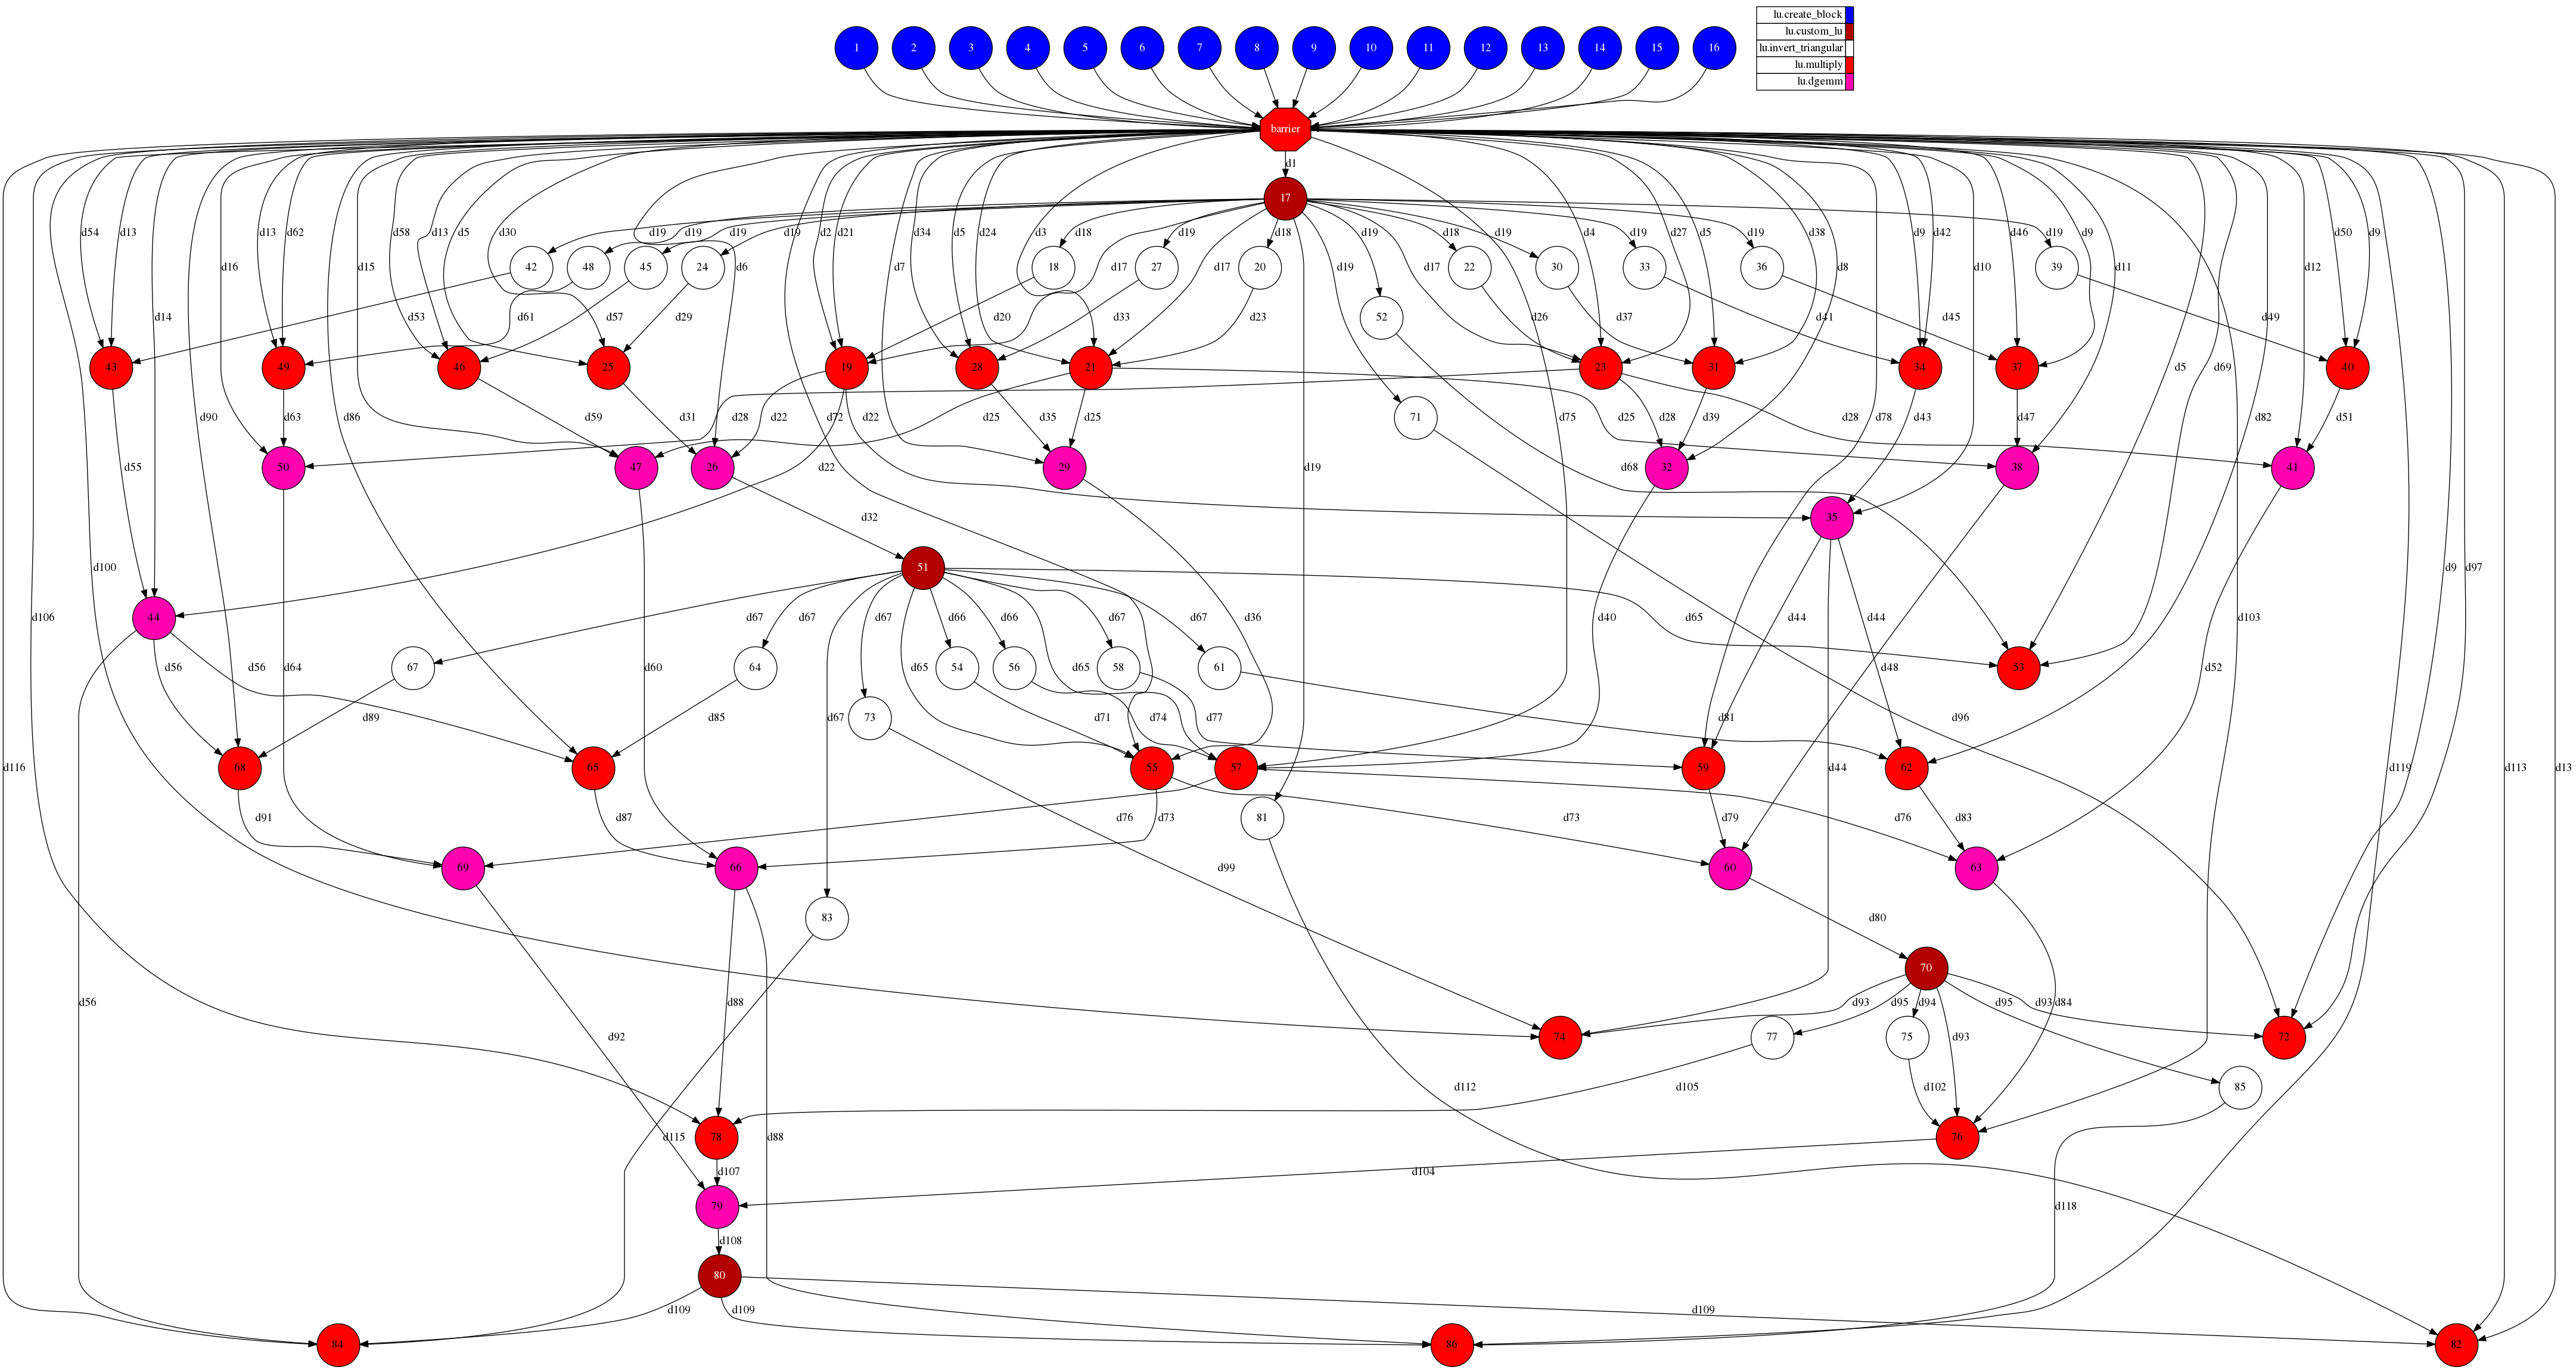 1 2 3 4 5 6 7 8 9 10 11 12 13 14 15 16
lu.create_block
lu.custom_lu
lu.invert_triangular
lu.multiply
lu.dgemm
barrier
d1
17
d54 d13 d14 d16 d13 d62 d15 d58 d13 d5 d30 d19 d19 d19 d19 d6 d2 d21 d7 d34 d5 d24 d3 d18 d17 d19 d18 d17 d19 d19 d17 d18 d4 d27 d19 d5 d38 d8 d19 d9 d42 d10 d19 d46 d9 d19 d11 d5 d69 d12 d50 d9
42 48 45 24 18 27 20 22 30 33 36 39
d53 d61 d57 d29 d20 d33 d23 52 d26 d37 d41 d45 d49
43 49 46 25 19 28 21 23 31 34 37 40
d90 d63 d86 d28 d59 d31 d22 d72 d25 d35 d25 71 d75 d25 d28 d39 d78 d28 d43 d47 d82 d51
d55 50 47 26 d22 29 d19 d68 32 38 41
d32 35
d100 51 d9 d97
d106 44 d67 d67 d67 d66 d66 d67 d67 d36 d40 d65 d44 d44 d103
d56 d56 d64 67 d60 64 d65 54 56 d65 58 61 d48 53 d52
d89 d85 73 d67 d71 d74 d77 d81 d96
d116 68 65 55 57 59 62 d44 d119 d113 d13
d91 d87 d76 d73 81 d73 d79 d76 d83
69 66 d99 60 63
83 d80
70
d56 d88 d93 d95 d94 d95 d93 d84
d92 74 77 75 d93 72
d112 d105 d102 85
78 d115 d88 76
d107 d104
79 d118
d108
80
d109 d109 d109
84 86 82